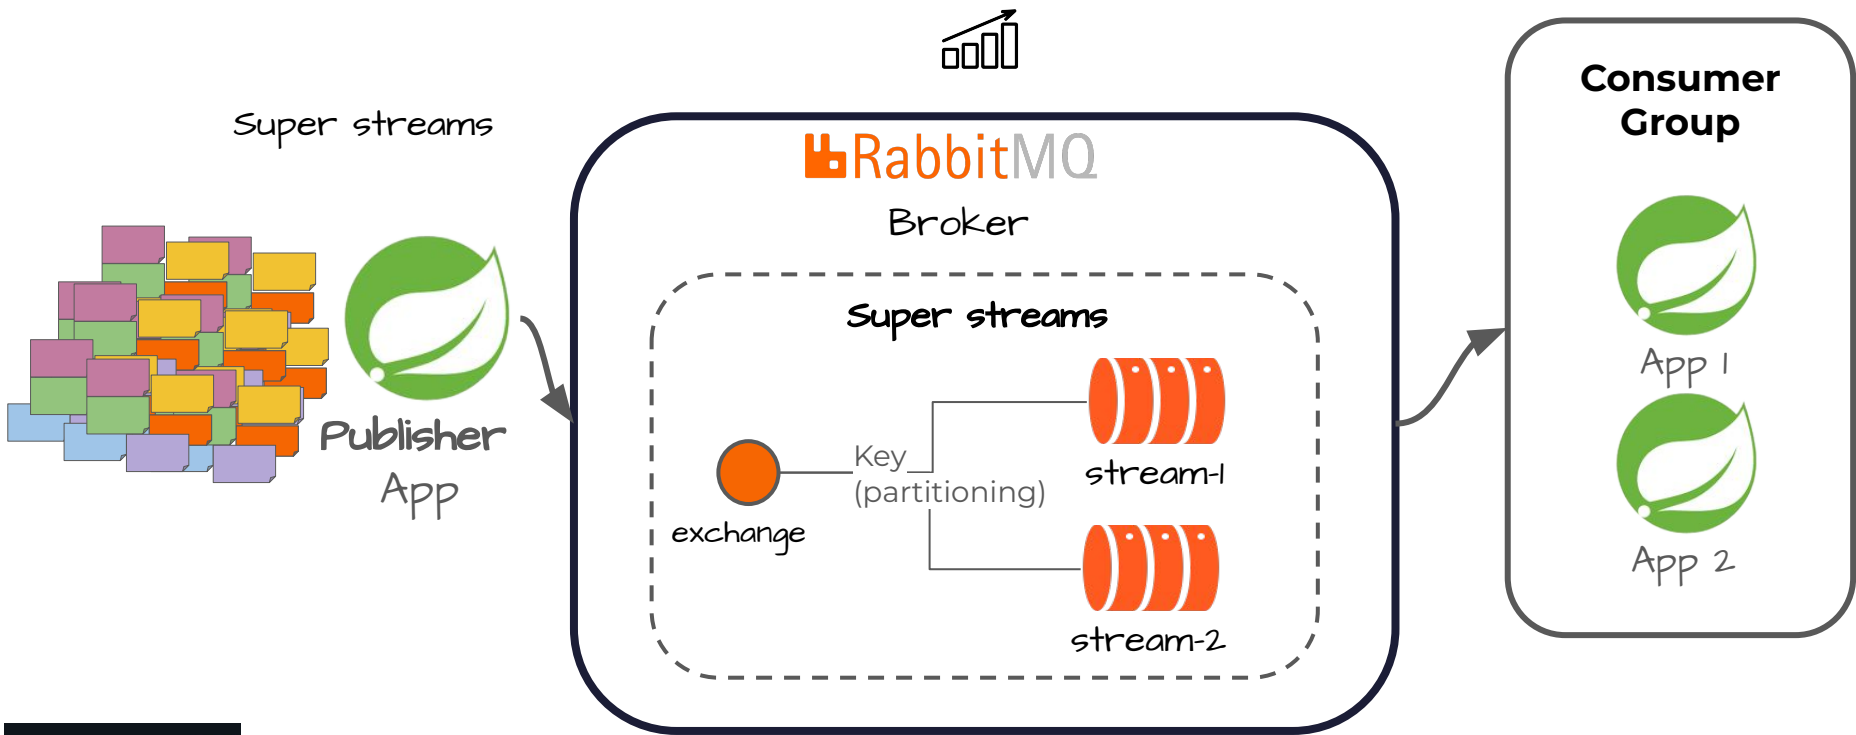 Super streams
Publisher
App
RabbitMQ
Broker
Super streams
exchange
Key
(partitioning)
stream-1
stream-2
Consumer
Group
App 1
App 2